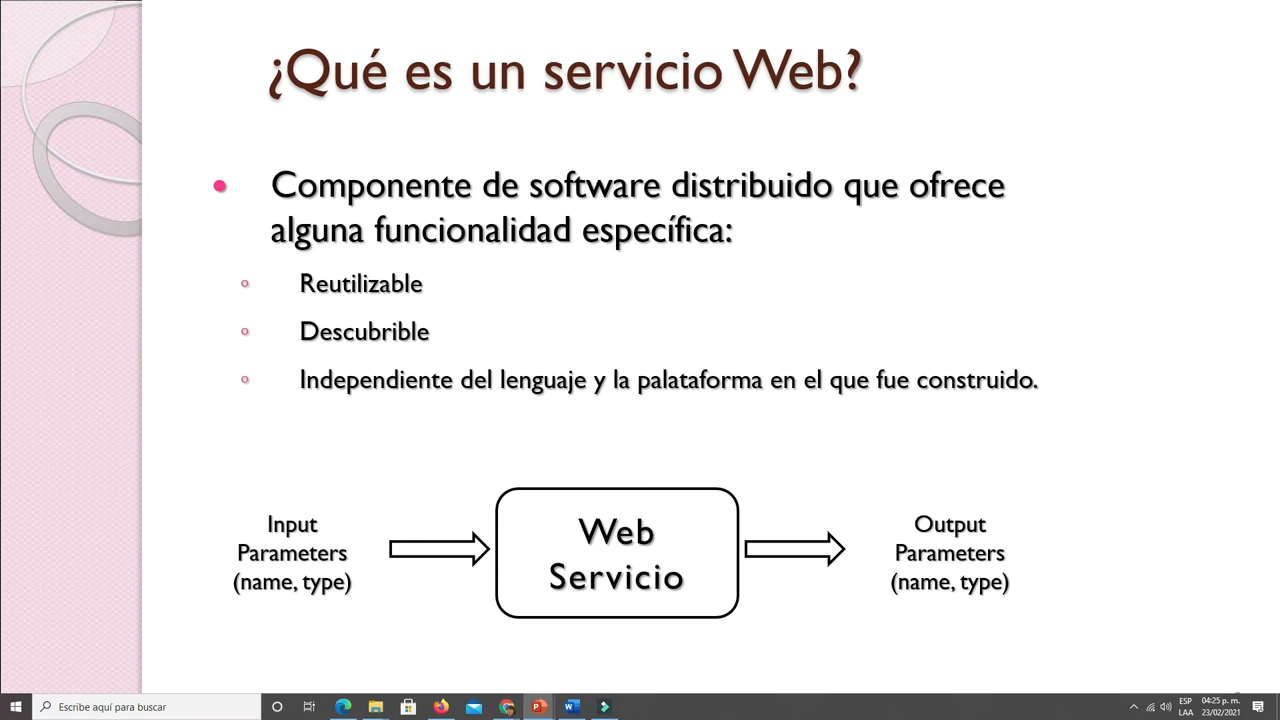 ¿Qué es un servicio Web?
Componente de software distribuido que ofrece
alguna funcionalidad específica:
Reutilizable
Descubrible
Independiente del lenguaje y la palataforma en el que fue construido.
Input
Parameters
(name, type)
Web
Servicio
Output
Parameters
(name, type)
Escribe aquí para buscar
ESP
LAA
04:25 p. m.
23/02/2021